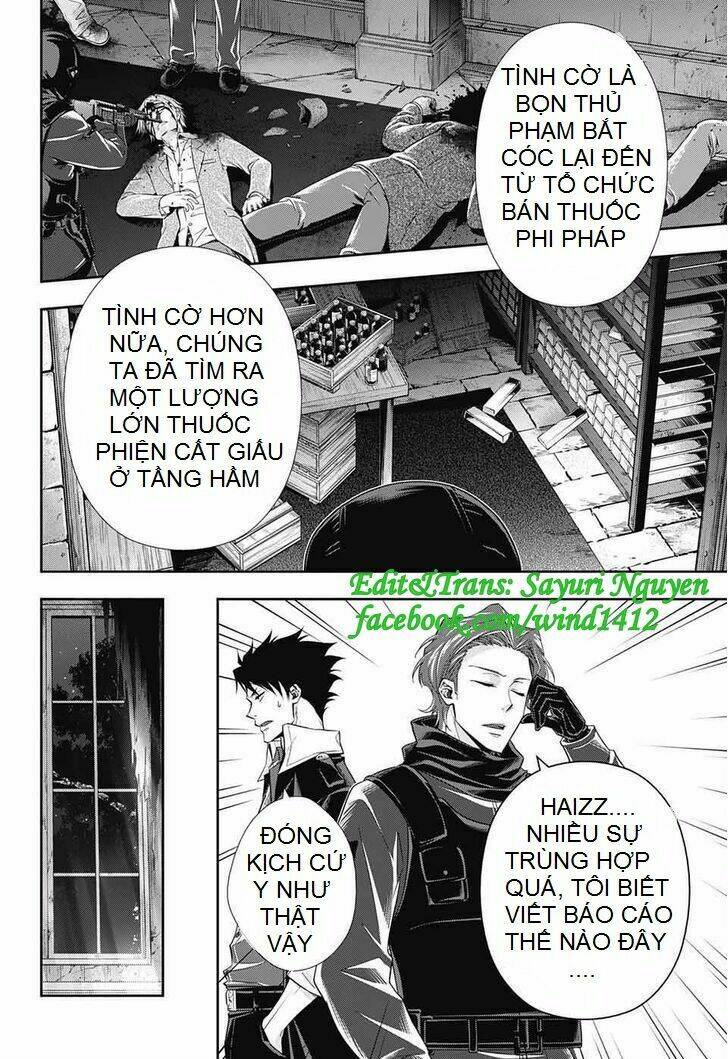 TÌNH CỜ LÀ
BỌN THỦ
PHẠM BẮT
CÓC LẠI ĐẾN
TỪ TỔ CHỨC
BÁN THUỐC
PHI PHÁP
TÌNH CỜ HƠN
NỮA, CHÚNG
TA ĐÃ TÌM RA
MỘT LƯỢNG
LỚN THUỐC
PHIỆN CẤT GIẤU
Ở TẦNG HẦM
Edit&Trans: Sayuri Nguyen
facebook.com/wind1412
HAIZZ....
NHIỀU SỰ
TRÙNG HỢP
QUÁ, TÔI BIẾT
VIẾT BÁO CÁO
THẾ NÀO ĐÂY
....
ĐÓNG
KỊCH CỨ
Y NHƯ
THẬT
VẬY